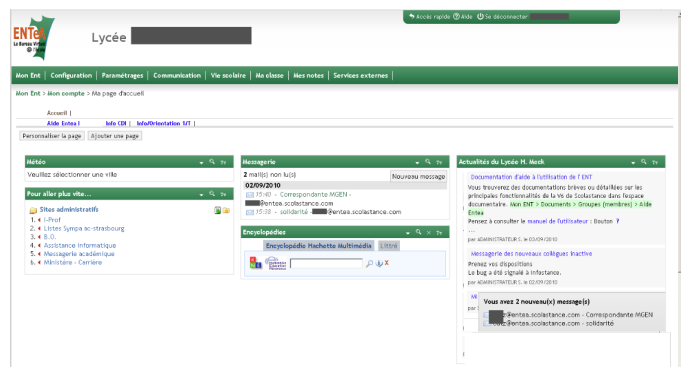 Accès rapide Aide Se déconnecter
ENTea
Le Bureau Virtuel
@ l'école
Lycée
Mon Ent | Configuration | Paramétrages | Communication | Vie scolaire | Ma classe | Mes notes | Services externes |
Mon Ent > Mon compte > Ma page d'accueil
Accueil |
Aide Entea I Info CDI | Info/Orientation 1/T |
Personnaliser la page Ajouter une page
Météo
Veuillez sélectionner une ville
Pour aller plus vite...
Sites administratifs
1. I-Prof
2. Listes Sympa ac-strasbourg
3. B.O.
4. Assistance informatique
5. Messagerie académique
6. Ministère - Carrière
Messagerie
2 mail(s) non lu(s) Nouveau message
02/09/2010
15:40 - Correspondante MGEN -
@entea.scolastance.com
15:33 - solidarité - @entea.scolastance.com
Encyclopédies
Encyclopédie Hachette Multimédia Littré
Actualités du Lycée H. Meck
Documentation d'aide à l'utilisation de l'ENT
Vous trouverez des documentations brèves ou détaillées sur les
principales fonctionnalités de la V6 de Scolastance dans l'espace
documentaire. Mon ENT > Documents > Groupes (membres) > Aide
Entea
Pensez à consulter le manuel de l'utilisateur : Bouton ?
...
par ADMINISTRATEUR S. le 03/09/2010
Messagerie des nouveaux collègues inactive
Prenez vos dispositions
Le bug a été signalé à Infostance.
par ADMINISTRATEUR S. le 02/09/2010
Vous avez 2 nouveau(x) message(s)
@entea.scolastance.com - Correspondante MGEN
@entea.scolastance.com - solidarité